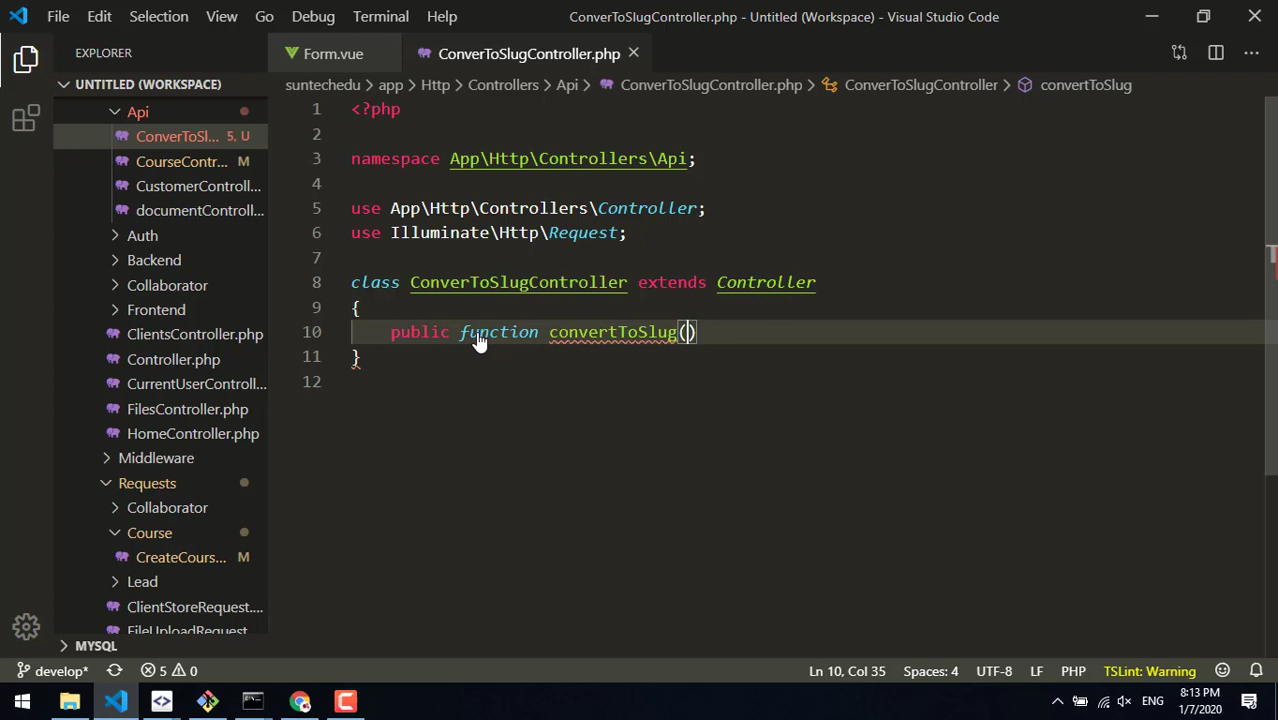 File Edit Selection View Go Debug Terminal Help
ConverToSlugController.php - Untitled (Workspace) - Visual Studio Code
EXPLORER
Form.vue
ConverToSlugController.php
UNTITLED (WORKSPACE)
suntechedu > app > Http > Controllers > Api > ConverToSlugController.php > ConverToSlugController > convertToSlug
Api
ConverToSl... 5, U
CourseContr... M
CustomerControll...
documentControll...
Auth
Backend
Collaborator
Frontend
ClientsController.php
Controller.php
CurrentUserControll...
FilesController.php
HomeController.php
Middleware
Requests
Collaborator
Course
CreateCours... M
Lead
ClientStoreRequest....
FileUploadRequest
MYSQL
1 <?php
2
3 namespace App\Http\Controllers\Api;
4
5 use App\Http\Controllers\Controller;
6 use Illuminate\Http\Request;
7
8 class ConverToSlugController extends Controller
9 {
10 public function convertToSlug()
11 }
12
develop* 5 0
Ln 10, Col 35 Spaces: 4 UTF-8 LF PHP TSLint: Warning
ENG
8:13 PM
1/7/2020